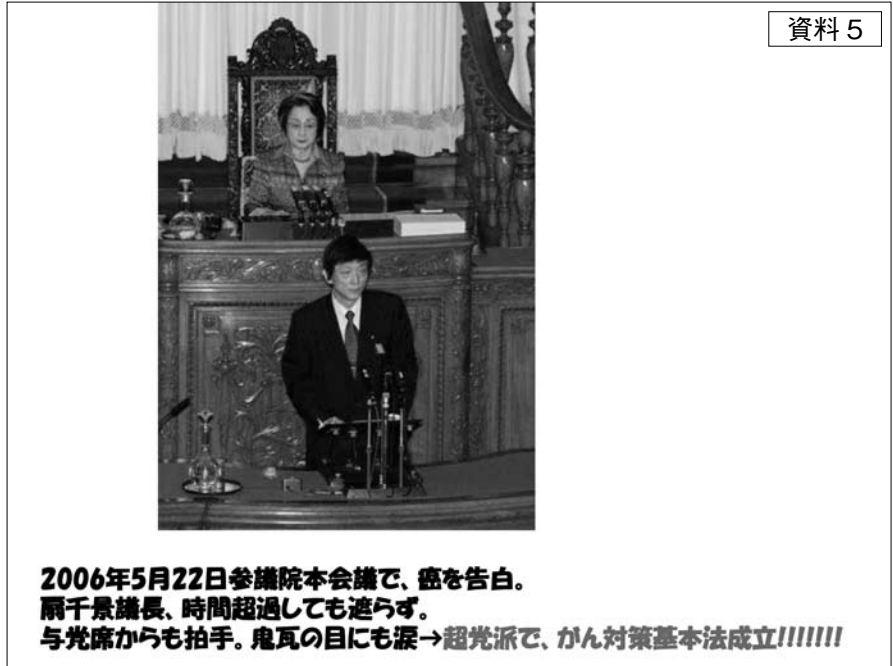 資料5
2006年5月22日参議院本会議で、癌を告白。
扇千景議長、時間超過しても遮らず。
与党席からも拍手。鬼瓦の目にも涙→超党派で、がん対策基本法成立!!!!!!!